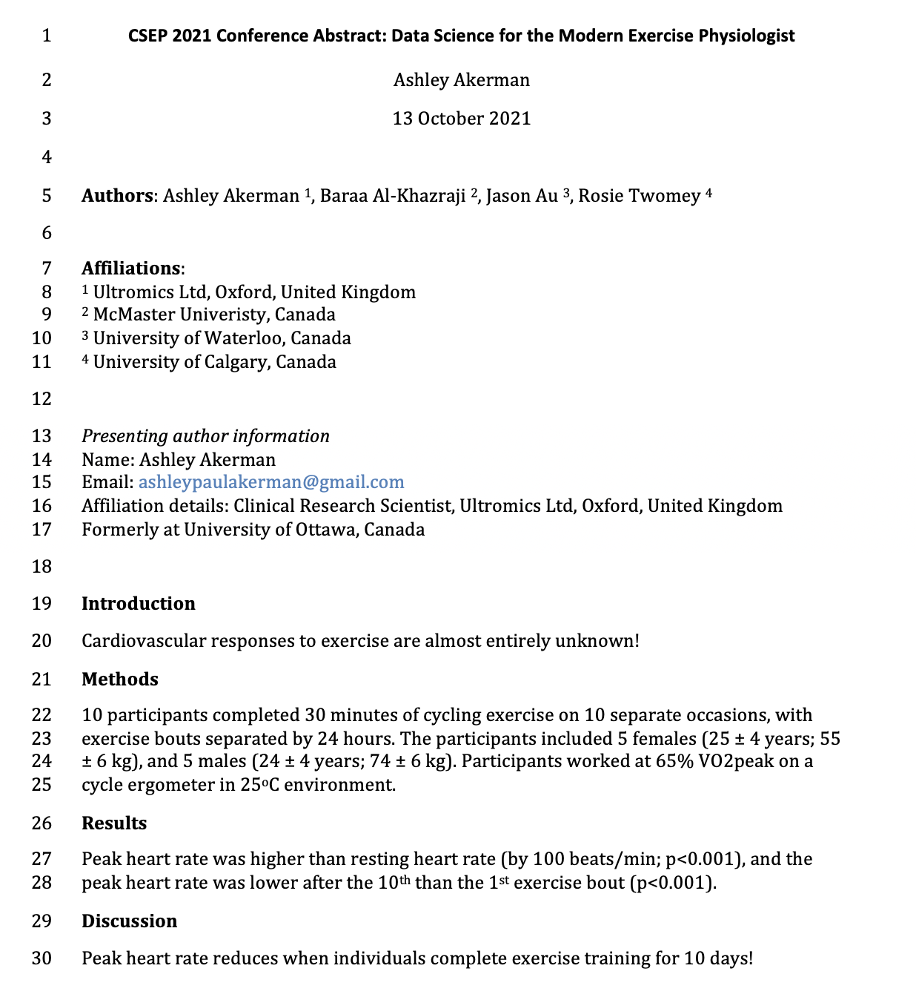 1 CSEP 2021 Conference Abstract: Data Science for the Modern Exercise Physiologist
2 Ashley Akerman
3 13 October 2021
4
5 Authors: Ashley Akerman ¹, Baraa Al-Khazraji ², Jason Au ³, Rosie Twomey ⁴
6
7 Affiliations:
8 ¹ Ultromics Ltd, Oxford, United Kingdom
9 ² McMaster Univeristy, Canada
10 ³ University of Waterloo, Canada
11 ⁴ University of Calgary, Canada
12
13 Presenting author information
14 Name: Ashley Akerman
15 Email: ashleypaulakerman@gmail.com
16 Affiliation details: Clinical Research Scientist, Ultromics Ltd, Oxford, United Kingdom
17 Formerly at University of Ottawa, Canada
18
19 Introduction
20 Cardiovascular responses to exercise are almost entirely unknown!
21 Methods
22 10 participants completed 30 minutes of cycling exercise on 10 separate occasions, with
23 exercise bouts separated by 24 hours. The participants included 5 females (25 ± 4 years; 55
24 ± 6 kg), and 5 males (24 ± 4 years; 74 ± 6 kg). Participants worked at 65% VO2peak on a
25 cycle ergometer in 25ᵒC environment.
26 Results
27 Peak heart rate was higher than resting heart rate (by 100 beats/min; p<0.001), and the
28 peak heart rate was lower after the 10ᵗʰ than the 1ˢᵗ exercise bout (p<0.001).
29 Discussion
30 Peak heart rate reduces when individuals complete exercise training for 10 days!